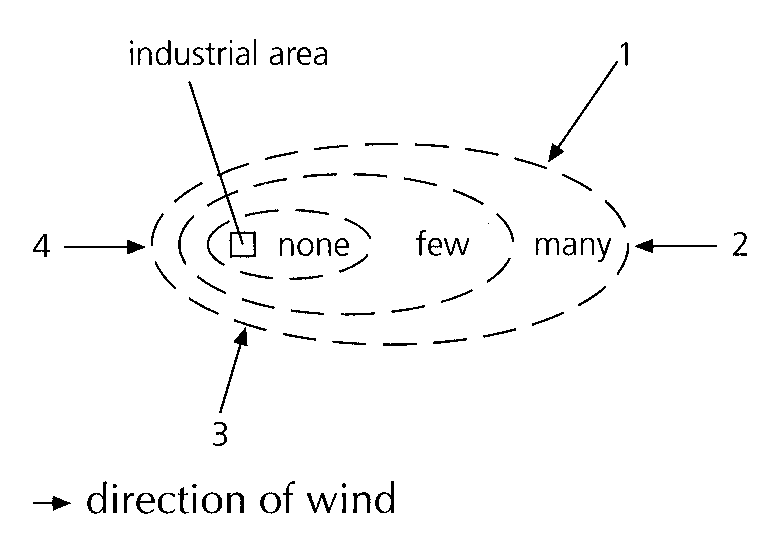 industrial area
1
4
none
few
many
2
3
direction of wind